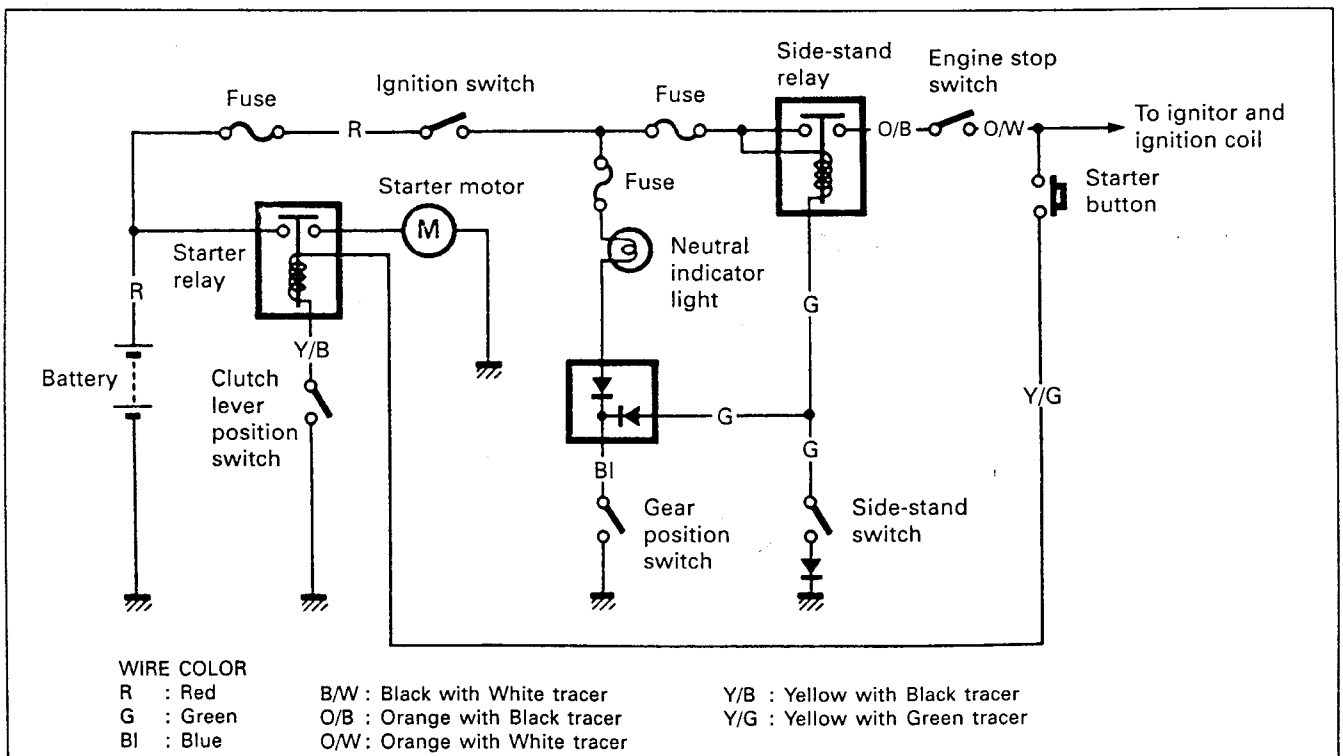 Side-stand
relay
Engine stop
switch
Fuse
Ignition switch
Fuse
R
O/B
O/W
To ignitor and
ignition coil
Fuse
Starter
button
Starter motor
M
Starter
relay
Neutral
indicator
light
R
G
Y/B
Battery
Clutch
lever
position
switch
G
Y/G
G
Bl
Gear
position
switch
Side-stand
switch
WIRE COLOR
R : Red
G : Green
Bl : Blue
B/W : Black with White tracer
O/B : Orange with Black tracer
O/W : Orange with White tracer
Y/B : Yellow with Black tracer
Y/G : Yellow with Green tracer